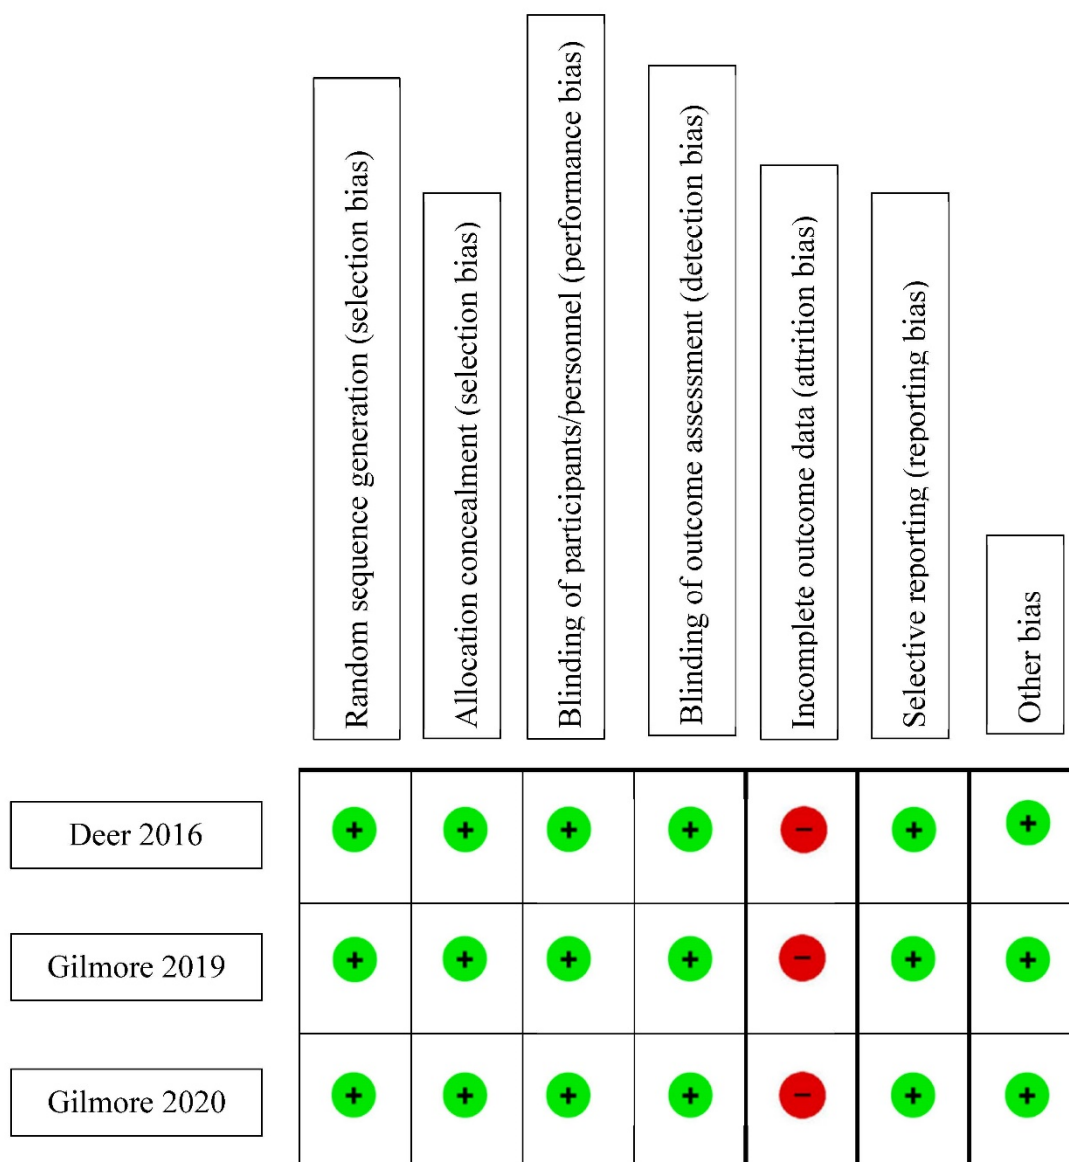 Random sequence generation (selection bias)
Allocation concealment (selection bias)
Blinding of participants/personnel (performance bias)
Blinding of outcome assessment (detection bias)
Incomplete outcome data (attrition bias)
Selective reporting (reporting bias)
Other bias
Deer 2016
+ + + + - + +
Gilmore 2019
+ + + + - + +
Gilmore 2020
+ + + + - + +